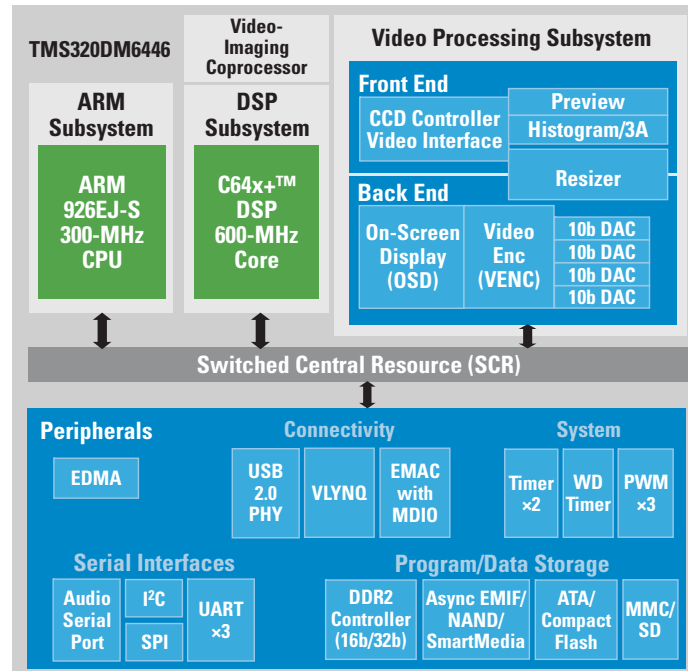 TMS320DM6446
Video-
Imaging
Coprocessor
Video Processing Subsystem
ARM
Subsystem
DSP
Subsystem
ARM
926EJ-S
300-MHz
CPU
C64x+™
DSP
600-MHz
Core
Front End
CCD Controller
Video Interface
Preview
Histogram/3A
Resizer
Back End
On-Screen
Display
(OSD)
Video
Enc
(VENC)
10b DAC
10b DAC
10b DAC
10b DAC
Switched Central Resource (SCR)
Peripherals
EDMA
Connectivity
USB
2.0
PHY
VLYNQ
EMAC
with
MDIO
System
Timer
×2
WD
Timer
PWM
×3
Serial Interfaces
Audio
Serial
Port
I²C
SPI
UART
×3
Program/Data Storage
DDR2
Controller
(16b/32b)
Async EMIF/
NAND/
SmartMedia
ATA/
Compact
Flash
MMC/
SD